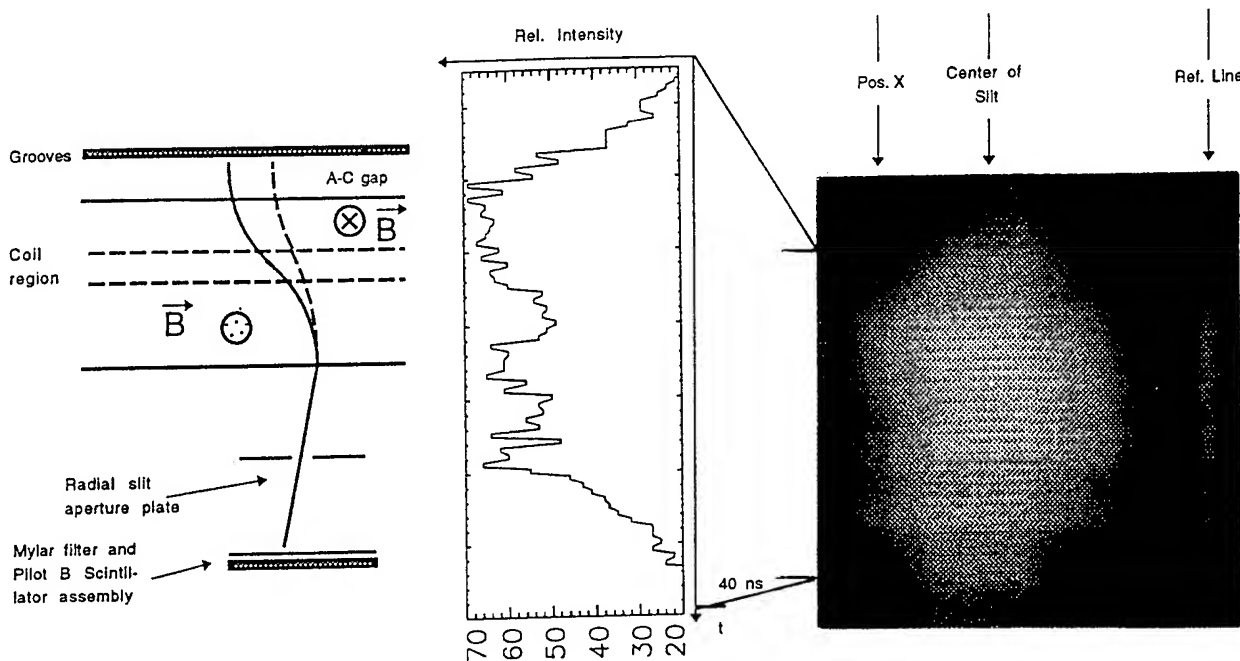 Grooves
A-C gap
B
Coil
region
B
Radial slit
aperture plate
Mylar filter and
Pilot B Scintil-
lator assembly
Rel. Intensity
70 60 50 40 30 20
40 ns
t
Pos. X
Center of
Slit
Ref. Line